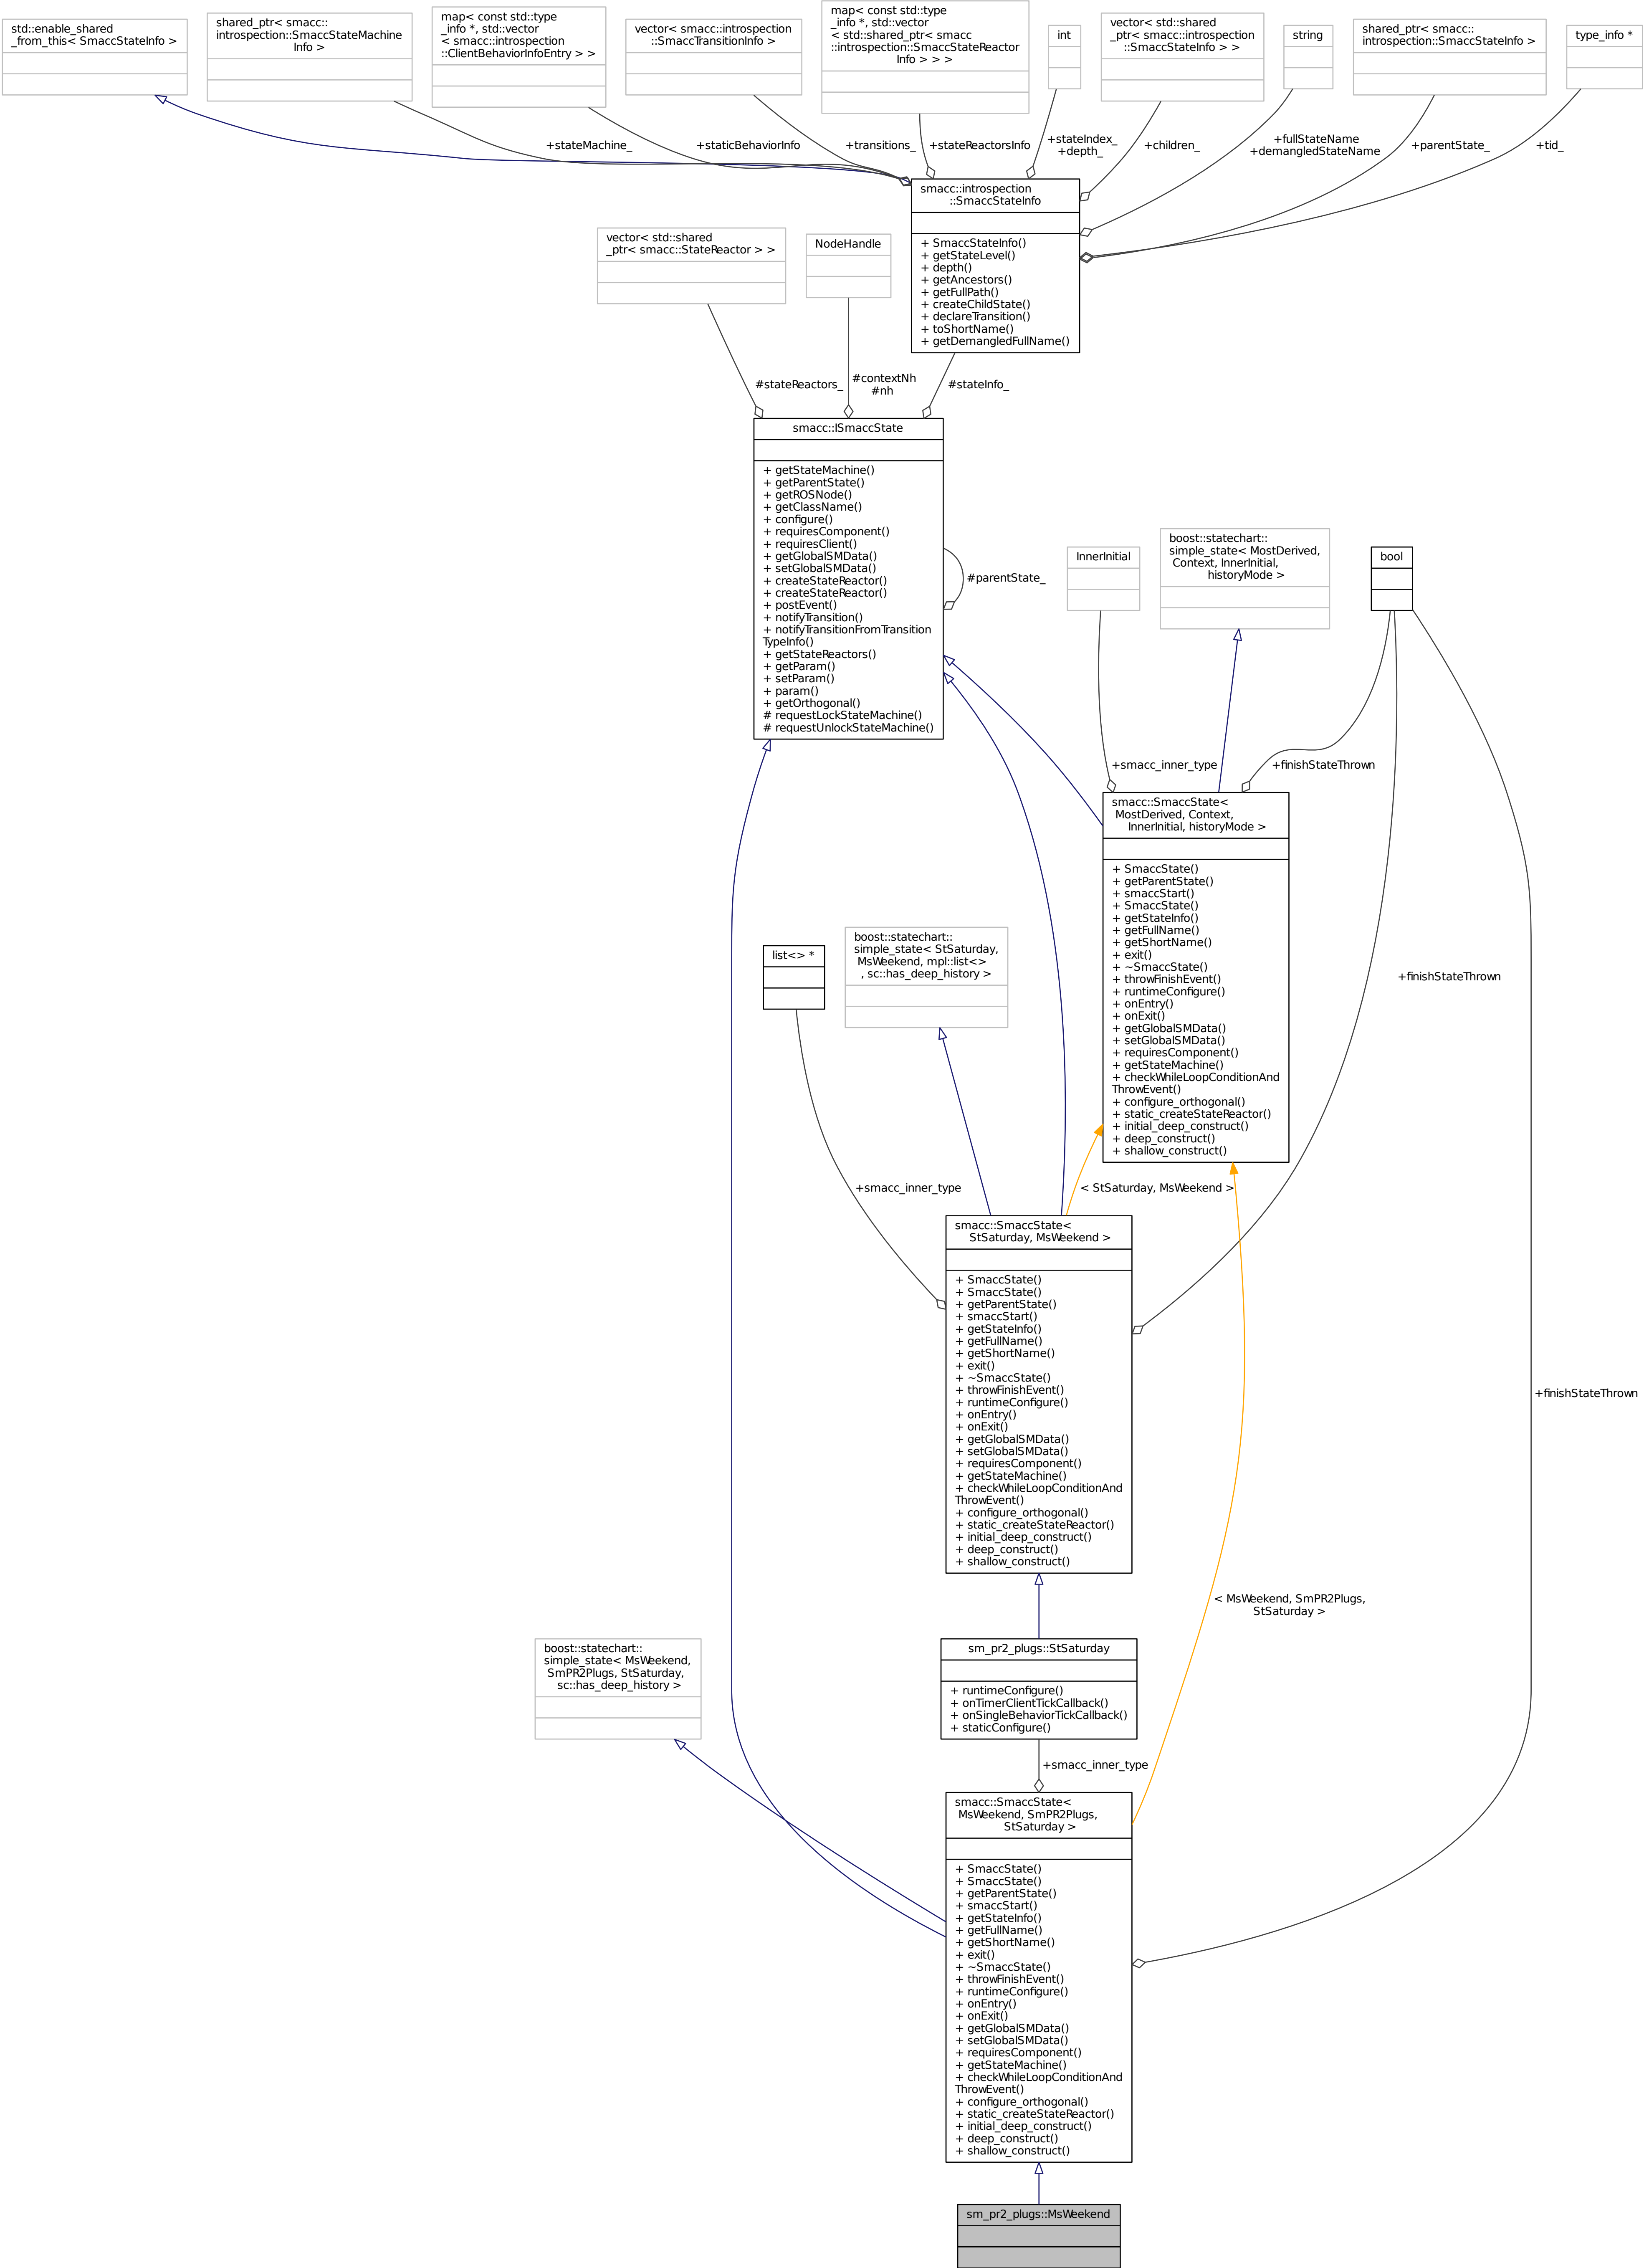 std::enable_shared
_from_this< SmaccStateInfo >
shared_ptr< smacc::
introspection::SmaccStateMachine
Info >
map< const std::type
_info *, std::vector
< smacc::introspection
::ClientBehaviorInfoEntry > >
vector< smacc::introspection
::SmaccTransitionInfo >
map< const std::type
_info *, std::vector
< std::shared_ptr< smacc
::introspection::SmaccStateReactor
Info > > >
int
vector< std::shared
_ptr< smacc::introspection
::SmaccStateInfo > >
string
shared_ptr< smacc::
introspection::SmaccStateInfo >
type_info *
+stateMachine_
+staticBehaviorInfo
+transitions_
+stateReactorsInfo
+stateIndex_
+depth_
+children_
+fullStateName
+demangledStateName
+parentState_
+tid_
smacc::introspection
::SmaccStateInfo
+ SmaccStateInfo()
+ getStateLevel()
+ depth()
+ getAncestors()
+ getFullPath()
+ createChildState()
+ declareTransition()
+ toShortName()
+ getDemangledFullName()
vector< std::shared
_ptr< smacc::StateReactor > >
NodeHandle
#stateReactors_
#contextNh
#nh
#stateInfo_
smacc::ISmaccState
+ getStateMachine()
+ getParentState()
+ getROSNode()
+ getClassName()
+ configure()
+ requiresComponent()
+ requiresClient()
+ getGlobalSMData()
+ setGlobalSMData()
+ createStateReactor()
+ createStateReactor()
+ postEvent()
+ notifyTransition()
+ notifyTransitionFromTransition
TypeInfo()
+ getStateReactors()
+ getParam()
+ setParam()
+ param()
+ getOrthogonal()
# requestLockStateMachine()
# requestUnlockStateMachine()
#parentState_
InnerInitial
boost::statechart::
simple_state< MostDerived,
Context, InnerInitial,
historyMode >
bool
+smacc_inner_type
+finishStateThrown
smacc::SmaccState<
MostDerived, Context,
InnerInitial, historyMode >
+ SmaccState()
+ getParentState()
+ smaccStart()
+ SmaccState()
+ getStateInfo()
+ getFullName()
+ getShortName()
+ exit()
+ ~SmaccState()
+ throwFinishEvent()
+ runtimeConfigure()
+ onEntry()
+ onExit()
+ getGlobalSMData()
+ setGlobalSMData()
+ requiresComponent()
+ getStateMachine()
+ checkWhileLoopConditionAnd
ThrowEvent()
+ configure_orthogonal()
+ static_createStateReactor()
+ initial_deep_construct()
+ deep_construct()
+ shallow_construct()
list<> *
boost::statechart::
simple_state< StSaturday,
MsWeekend, mpl::list<>
, sc::has_deep_history >
+finishStateThrown
+smacc_inner_type
< StSaturday, MsWeekend >
smacc::SmaccState<
StSaturday, MsWeekend >
+ SmaccState()
+ SmaccState()
+ getParentState()
+ smaccStart()
+ getStateInfo()
+ getFullName()
+ getShortName()
+ exit()
+ ~SmaccState()
+ throwFinishEvent()
+ runtimeConfigure()
+ onEntry()
+ onExit()
+ getGlobalSMData()
+ setGlobalSMData()
+ requiresComponent()
+ getStateMachine()
+ checkWhileLoopConditionAnd
ThrowEvent()
+ configure_orthogonal()
+ static_createStateReactor()
+ initial_deep_construct()
+ deep_construct()
+ shallow_construct()
+finishStateThrown
< MsWeekend, SmPR2Plugs,
StSaturday >
boost::statechart::
simple_state< MsWeekend,
SmPR2Plugs, StSaturday,
sc::has_deep_history >
sm_pr2_plugs::StSaturday
+ runtimeConfigure()
+ onTimerClientTickCallback()
+ onSingleBehaviorTickCallback()
+ staticConfigure()
+smacc_inner_type
smacc::SmaccState<
MsWeekend, SmPR2Plugs,
StSaturday >
+ SmaccState()
+ SmaccState()
+ getParentState()
+ smaccStart()
+ getStateInfo()
+ getFullName()
+ getShortName()
+ exit()
+ ~SmaccState()
+ throwFinishEvent()
+ runtimeConfigure()
+ onEntry()
+ onExit()
+ getGlobalSMData()
+ setGlobalSMData()
+ requiresComponent()
+ getStateMachine()
+ checkWhileLoopConditionAnd
ThrowEvent()
+ configure_orthogonal()
+ static_createStateReactor()
+ initial_deep_construct()
+ deep_construct()
+ shallow_construct()
sm_pr2_plugs::MsWeekend